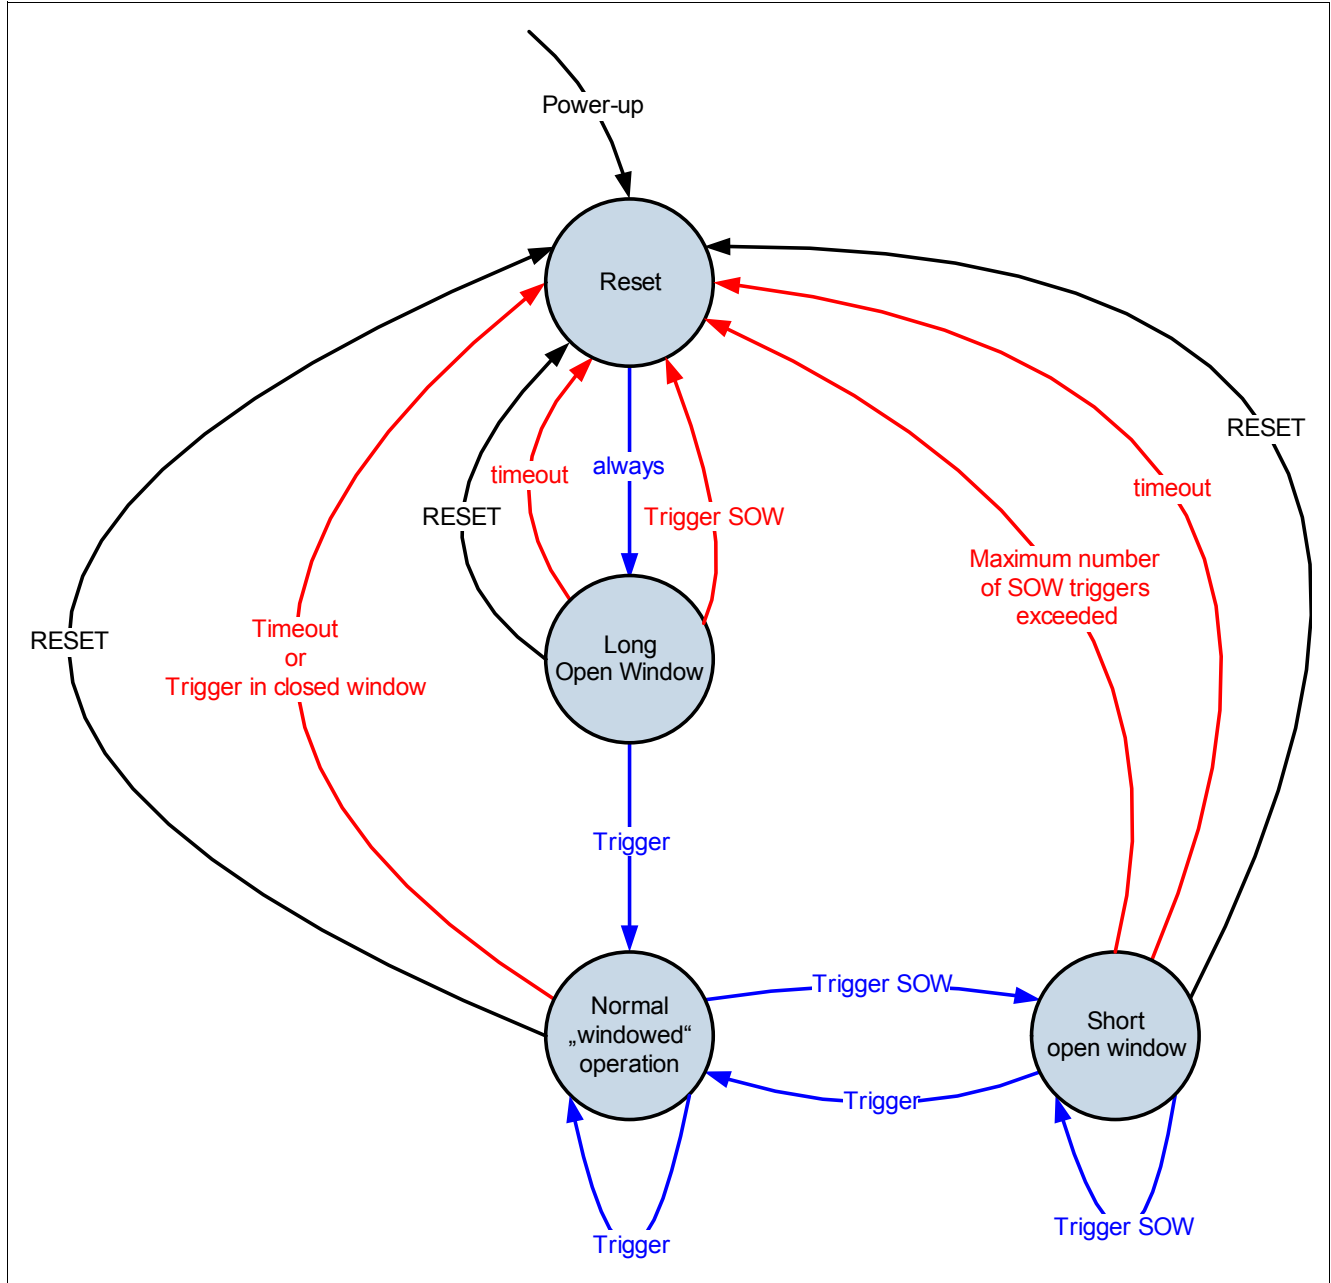 Power-up
Reset
RESET
always
timeout
timeout
RESET
Trigger SOW
Maximum number
of SOW triggers
exceeded
RESET
Timeout
or
Trigger in closed window
Long
Open Window
Trigger
Trigger SOW
Normal
„windowed“
operation
Short
open window
Trigger
Trigger SOW
Trigger